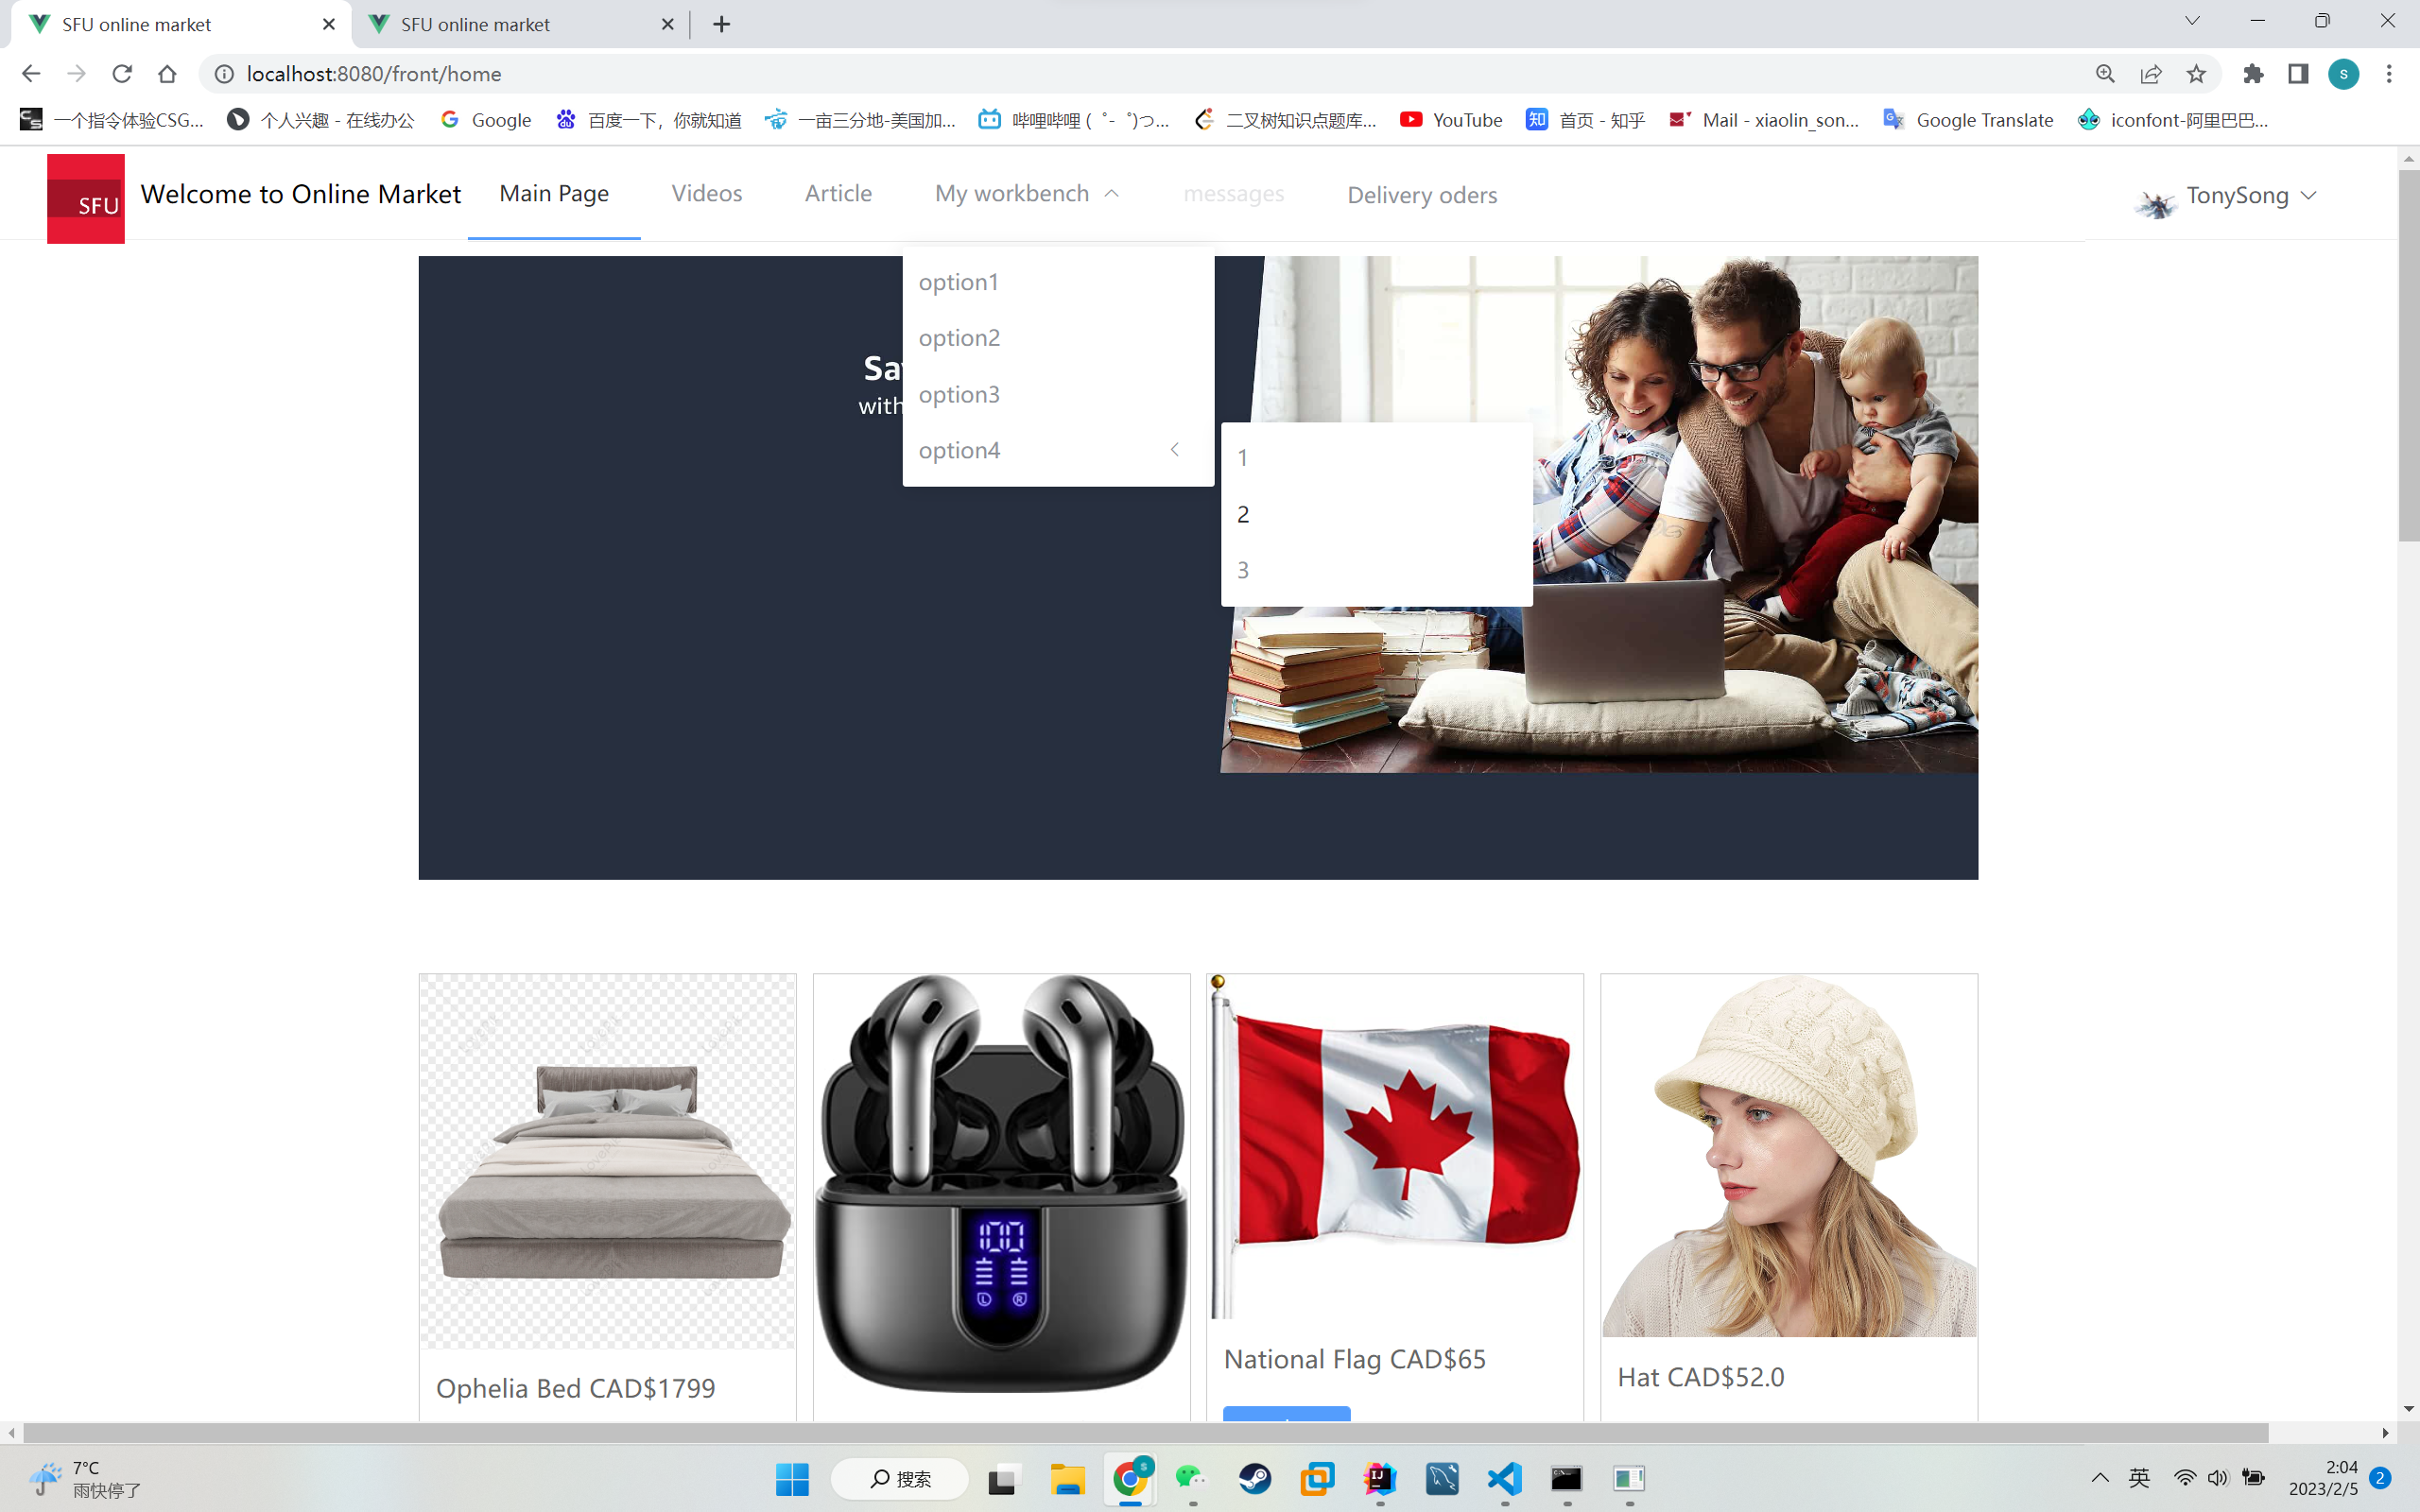 SFU online market
SFU online market
localhost:8080/front/home
一个指令体验CSG...
个人兴趣 - 在线办公
Google
百度一下，你就知道
一亩三分地-美国加...
哔哩哔哩 (゜-゜)つ...
二叉树知识点题库...
YouTube
首页 - 知乎
Mail - xiaolin_son...
Google Translate
iconfont-阿里巴巴...
SFU
Welcome to Online Market
Main Page
Videos
Article
My workbench
messages
Delivery oders
TonySong
option1
option2
option3
option4
with
1
2
3
100
L R
Ophelia Bed CAD$1799
National Flag CAD$65
Hat CAD$52.0
7°C
雨快停了
搜索
英
2:04
2023/2/5
2